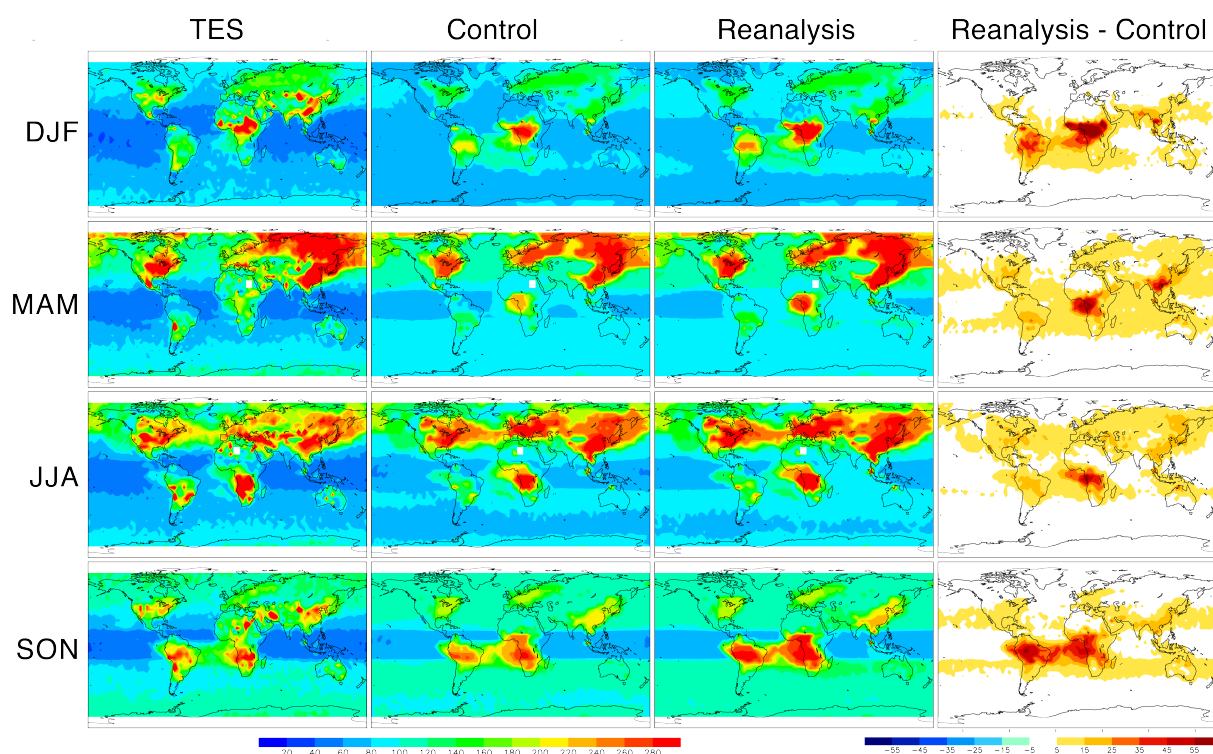 TES Control Reanalysis Reanalysis - Control
DJF
MAM
JJA
SON
20 40 60 80 100 120 140 160 180 200 220 240 260 280
−55 −45 −35 −25 −15 −5 5 15 25 35 45 55